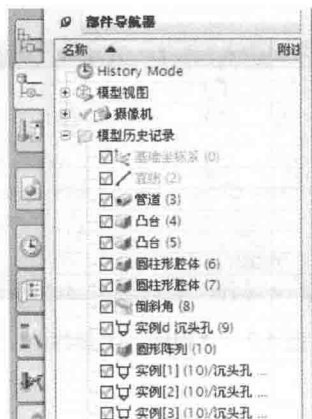 部件导航器
名称 附注
History Mode
模型视图
摄像机
模型历史记录
基准坐标系 (0)
直线 (2)
管道 (3)
凸台 (4)
凸台 (5)
圆柱形腔体 (6)
圆柱形腔体 (7)
倒斜角 (8)
实例d 沉头孔 (9)
圆形阵列 (10)
实例[1] (10)/沉头孔 ...
实例[2] (10)/沉头孔 ...
实例[3] (10)/沉头孔 ...